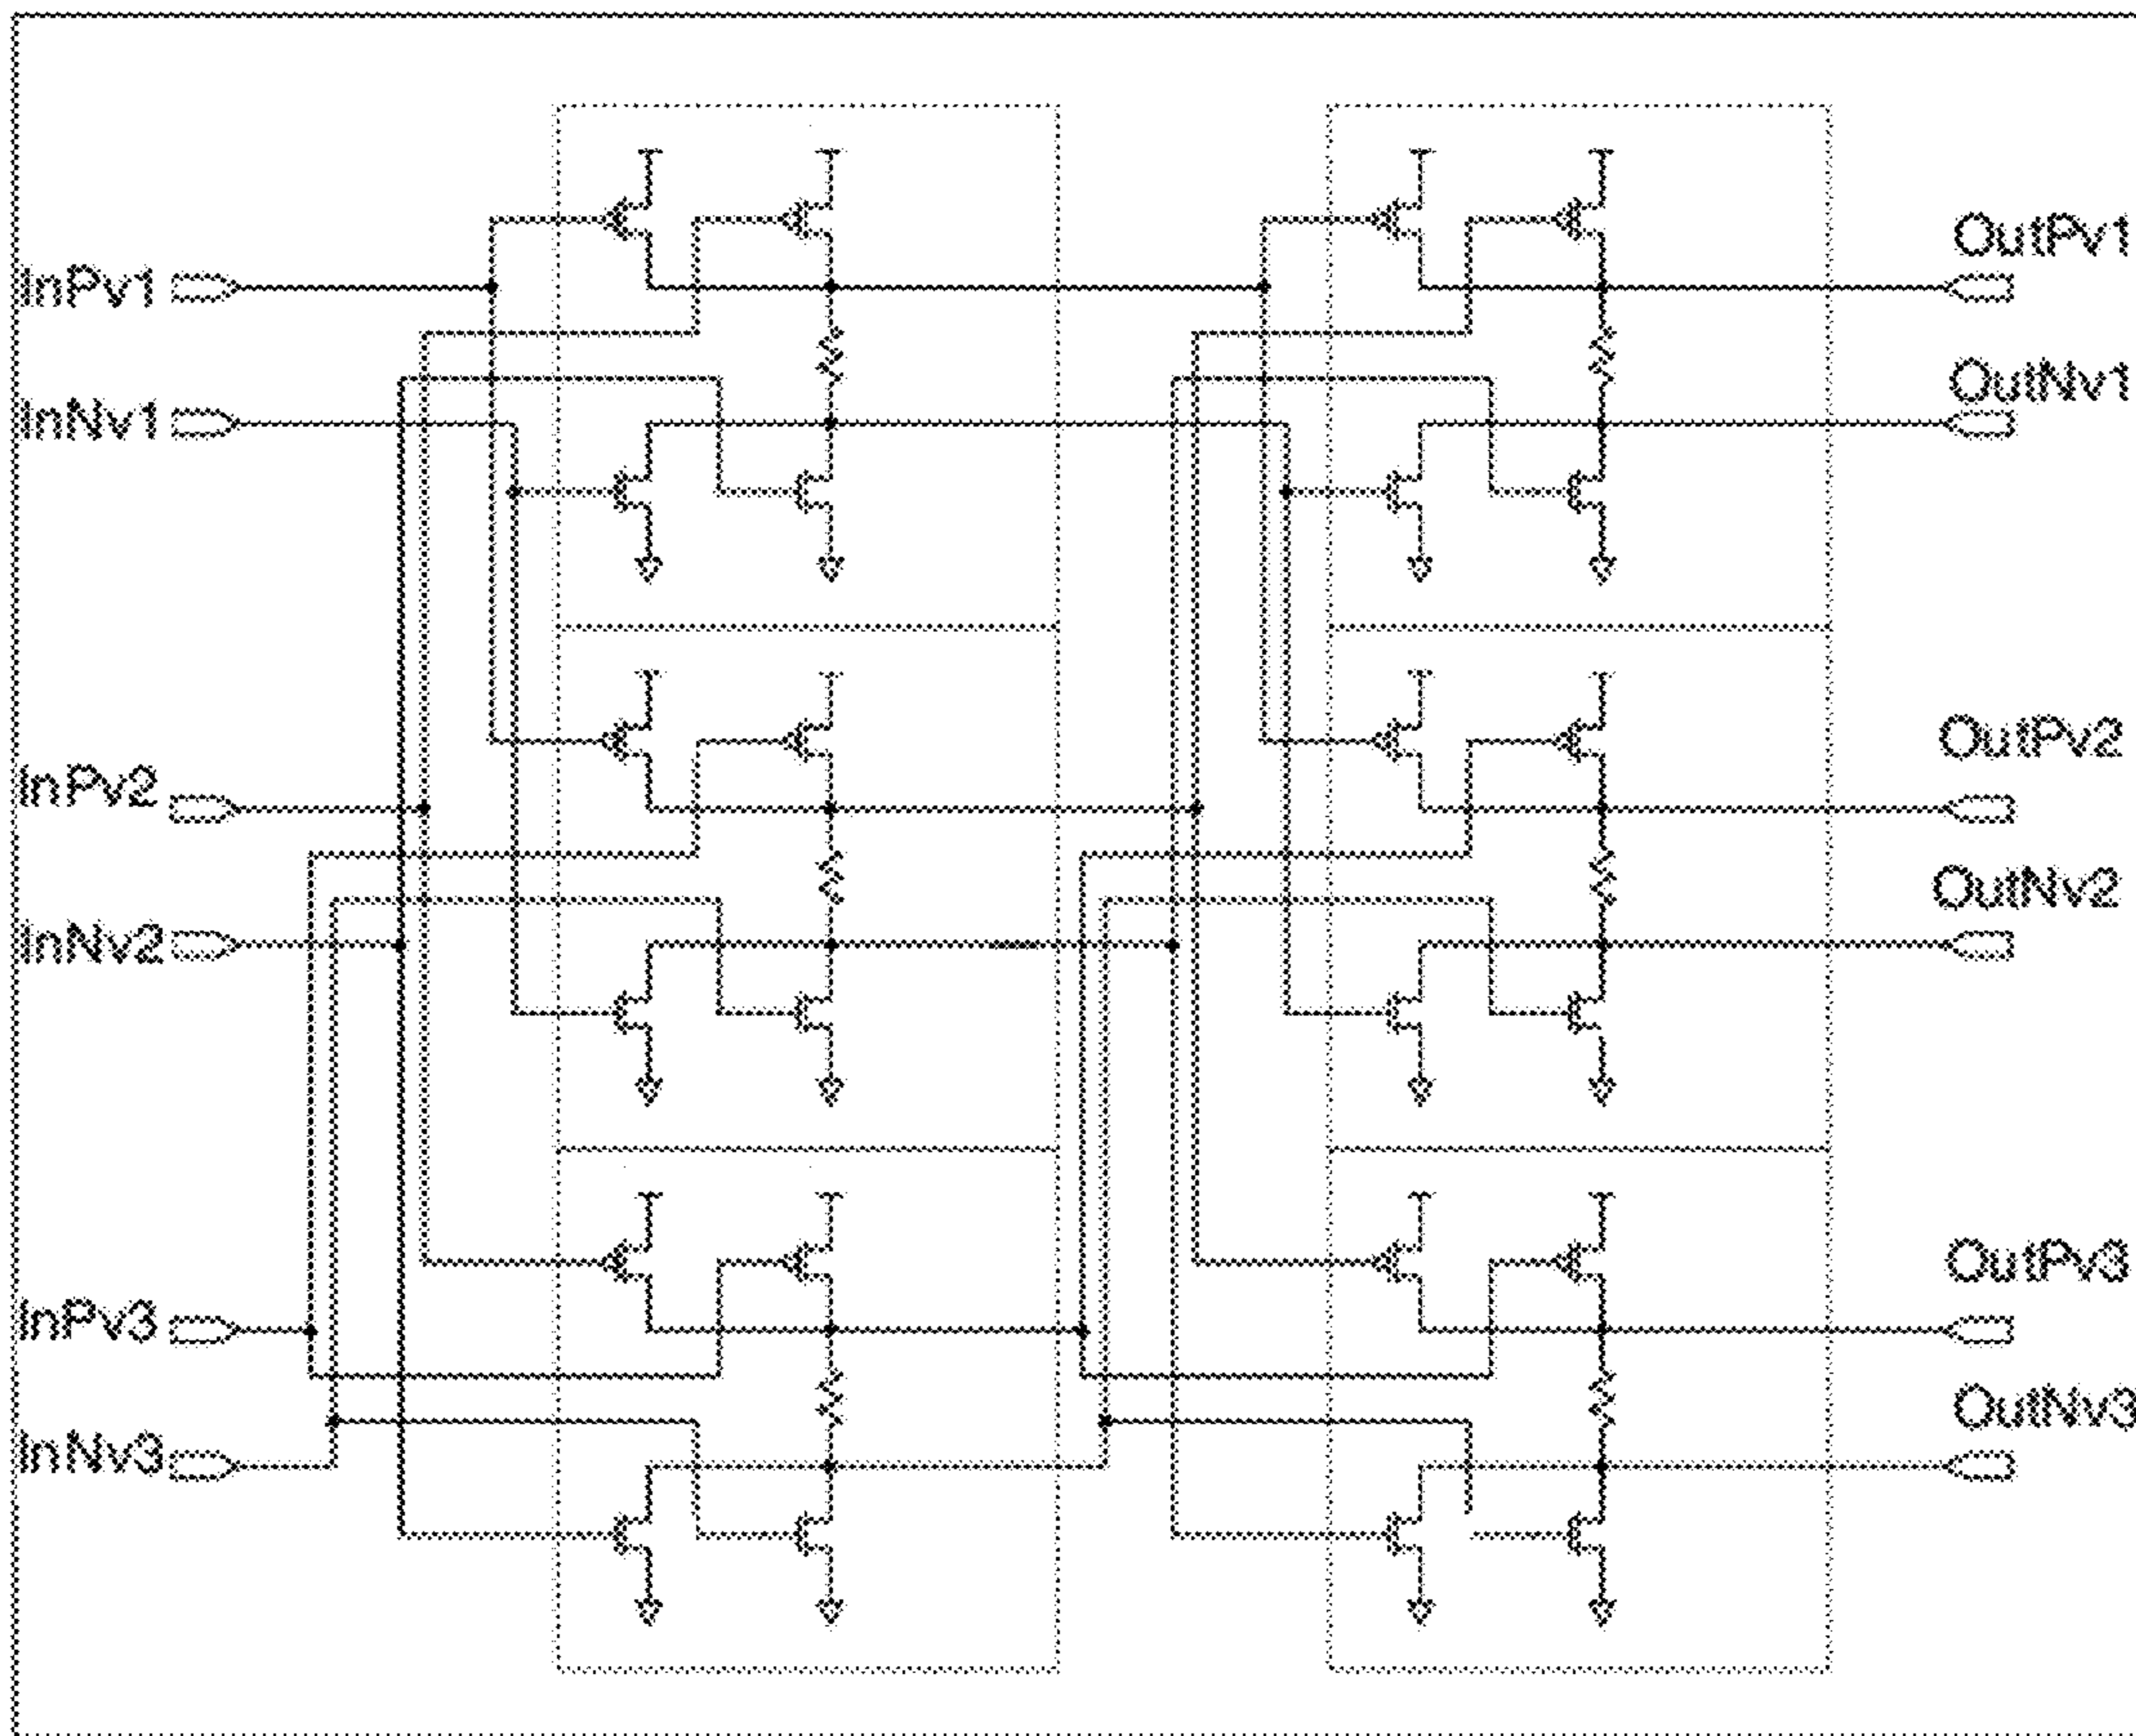 InPv1
OutPv1
InNv1
OutNv1
InPv2
OutPv2
InNv2
OutNv2
InPv3
OutPv3
InNv3
OutNv3